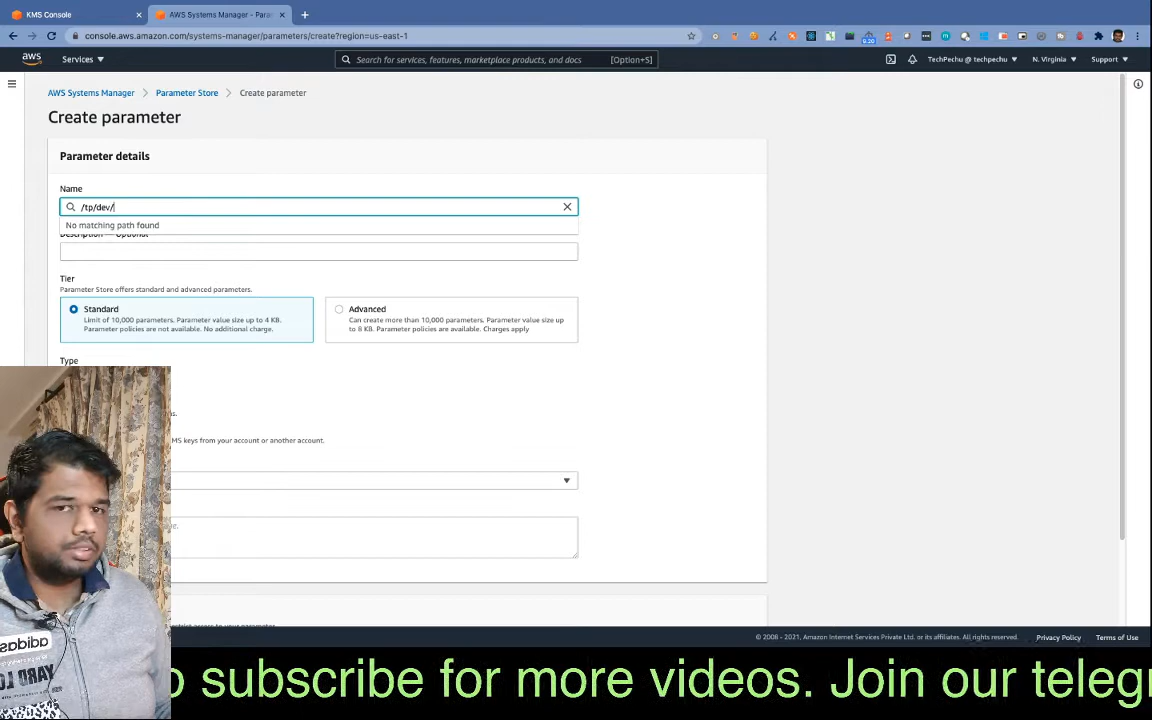 KMS Console
AWS Systems Manager - Para
console.aws.amazon.com/systems-manager/parameters/create?region=us-east-1
9.20
aws
Services
Search for services, features, marketplace products, and docs
[Option+S]
TechPechu @ techpechu
N. Virginia
Support
AWS Systems Manager
Parameter Store
Create parameter
Create parameter
Parameter details
Name
/tp/dev/
No matching path found
Description — Optional
Tier
Parameter Store offers standard and advanced parameters.
Standard
Limit of 10,000 parameters. Parameter value size up to 4 KB.
Parameter policies are not available. No additional charge.
Advanced
Can create more than 10,000 parameters. Parameter value size up
to 8 KB. Parameter policies are available. Charges apply
Type
MS keys from your account or another account.
adidas
© 2008 - 2021, Amazon Internet Services Private Ltd. or its affiliates. All rights reserved.
Privacy Policy
Terms of Use
o subscribe for more videos. Join our telegr